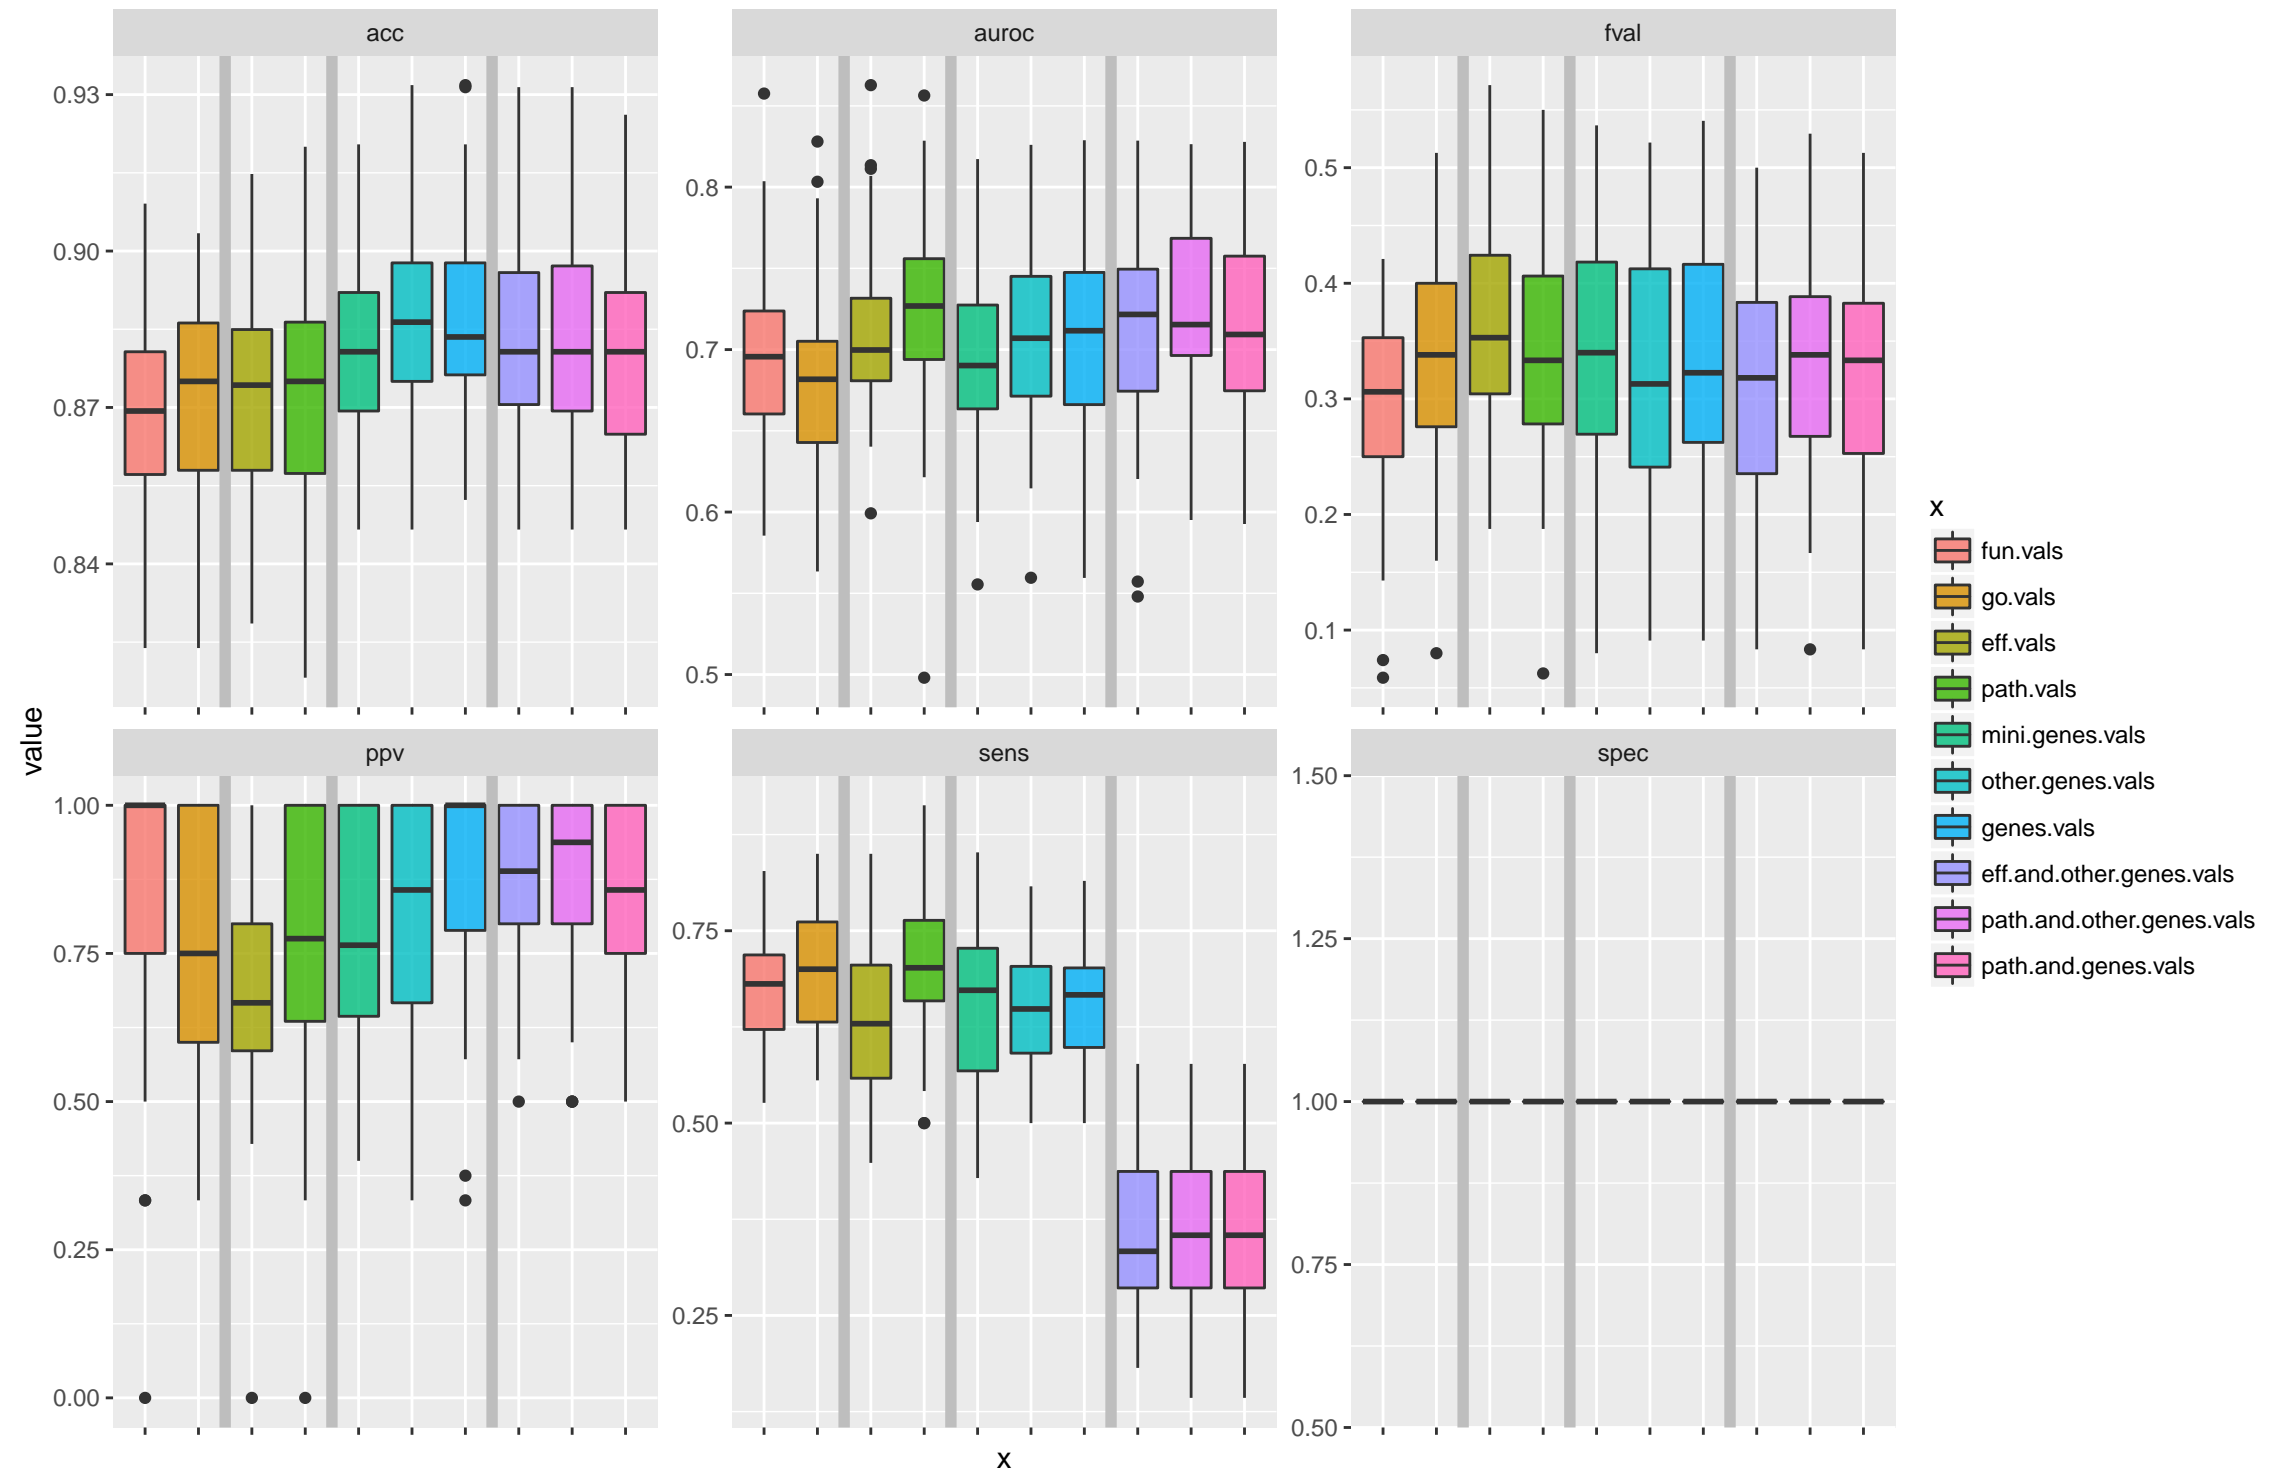 acc
auroc
fval
0.93
0.90
0.87
0.84
0.8
0.7
0.6
0.5
0.5
0.4
0.3
0.2
0.1
value
ppv
sens
spec
1.00
0.75
0.50
0.25
0.00
0.75
0.50
0.25
1.50
1.25
1.00
0.75
0.50
x
x
fun.vals
go.vals
eff.vals
path.vals
mini.genes.vals
other.genes.vals
genes.vals
eff.and.other.genes.vals
path.and.other.genes.vals
path.and.genes.vals